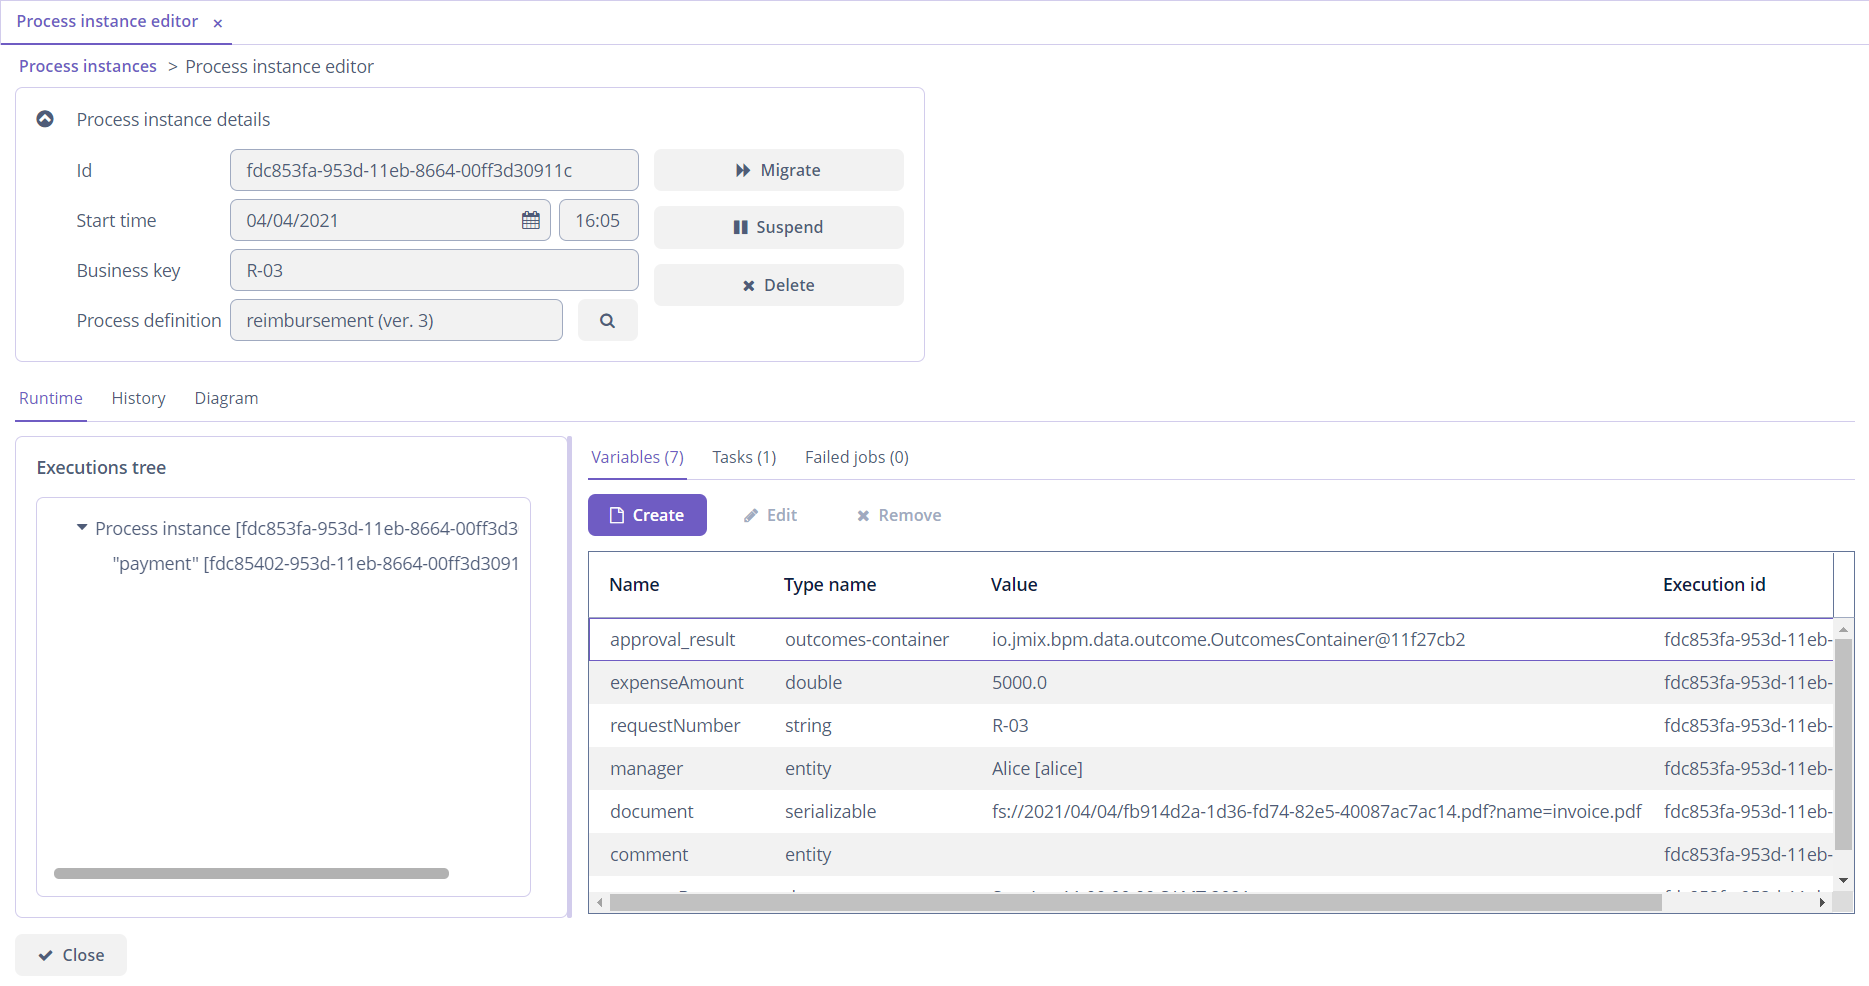 Process instance editor ×
Process instances > Process instance editor
Process instance details
Id fdc853fa-953d-11eb-8664-00ff3d30911c Migrate
Start time 04/04/2021 16:05 Suspend
Business key R-03 Delete
Process definition reimbursement (ver. 3)
Runtime History Diagram
Executions tree
Process instance [fdc853fa-953d-11eb-8664-00ff3d3
"payment" [fdc85402-953d-11eb-8664-00ff3d3091
Variables (7) Tasks (1) Failed jobs (0)
Create Edit Remove
Name Type name Value Execution id
approval_result outcomes-container io.jmix.bpm.data.outcome.OutcomesContainer@11f27cb2 fdc853fa-953d-11eb-
expenseAmount double 5000.0 fdc853fa-953d-11eb-
requestNumber string R-03 fdc853fa-953d-11eb-
manager entity Alice [alice] fdc853fa-953d-11eb-
document serializable fs://2021/04/04/fb914d2a-1d36-fd74-82e5-40087ac7ac14.pdf?name=invoice.pdf fdc853fa-953d-11eb-
comment entity fdc853fa-953d-11eb-
Close